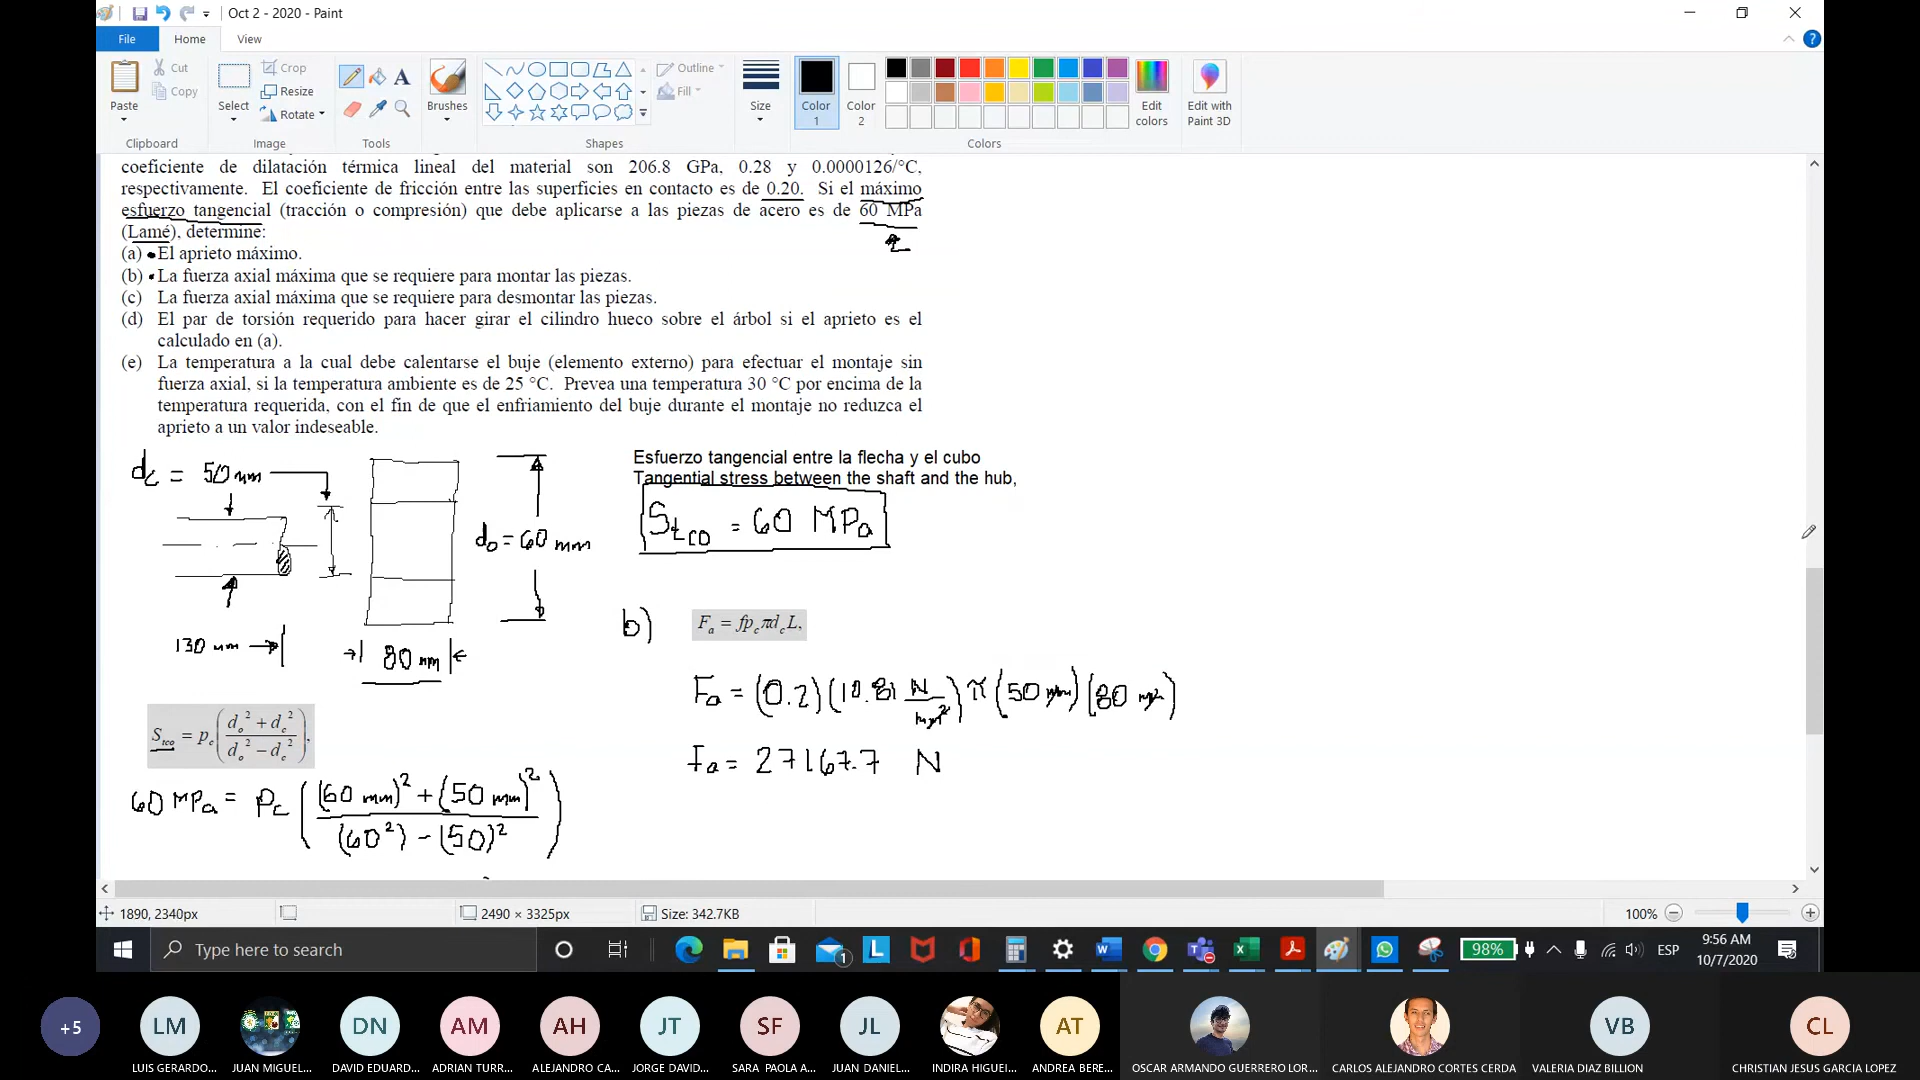 Oct 2 - 2020 - Paint
File Home View
Paste
Cut
Copy
Clipboard
Select
Crop
Resize
Rotate
Image
Tools
Brushes
Shapes
Outline
Fill
Size
Color 1
Color 2
Edit colors
Edit with Paint 3D
Colors
coeficiente de dilatación térmica lineal del material son 206.8 GPa, 0.28 y 0.0000126/°C,
respectivamente. El coeficiente de fricción entre las superficies en contacto es de 0.20. Si el máximo
esfuerzo tangencial (tracción o compresión) que debe aplicarse a las piezas de acero es de 60 MPa
(Lamé), determine:
(a) El aprieto máximo.
(b) La fuerza axial máxima que se requiere para montar las piezas.
(c) La fuerza axial máxima que se requiere para desmontar las piezas.
(d) El par de torsión requerido para hacer girar el cilindro hueco sobre el árbol si el aprieto es el
calculado en (a).
(e) La temperatura a la cual debe calentarse el buje (elemento externo) para efectuar el montaje sin
fuerza axial, si la temperatura ambiente es de 25 °C. Prevea una temperatura 30 °C por encima de la
temperatura requerida, con el fin de que el enfriamiento del buje durante el montaje no reduzca el
aprieto a un valor indeseable.
dc = 50 mm
do = 60 mm
130 mm
80 mm
Esfuerzo tangencial entre la flecha y el cubo
Tangential stress between the shaft and the hub,
Stco = 60 MPa
b) Fa = fpcπdcL,
Fa = (0.2)(10.81 N/mm²) π (50 mm)(80 mm)
Fa = 27167.7 N
Stco = pc((do² + dc²)/(do² − dc²)),
60 MPa = Pc (((60 mm)² + (50 mm)²)/((60²) − (50)²))
1890, 2340px
2490 × 3325px
Size: 342.7KB
100%
Type here to search
1
98%
ESP
9:56 AM
10/7/2020
+5
LM
DN
AM
AH
JT
SF
JL
AT
VB
CL
LUIS GERARDO...
JUAN MIGUEL...
DAVID EDUARD...
ADRIAN TURR...
ALEJANDRO CA...
JORGE DAVID...
SARA PAOLA A...
JUAN DANIEL...
INDIRA HIGUEI...
ANDREA BERE...
OSCAR ARMANDO GUERRERO LOR...
CARLOS ALEJANDRO CORTES CERDA
VALERIA DIAZ BILLION
CHRISTIAN JESUS GARCIA LOPEZ